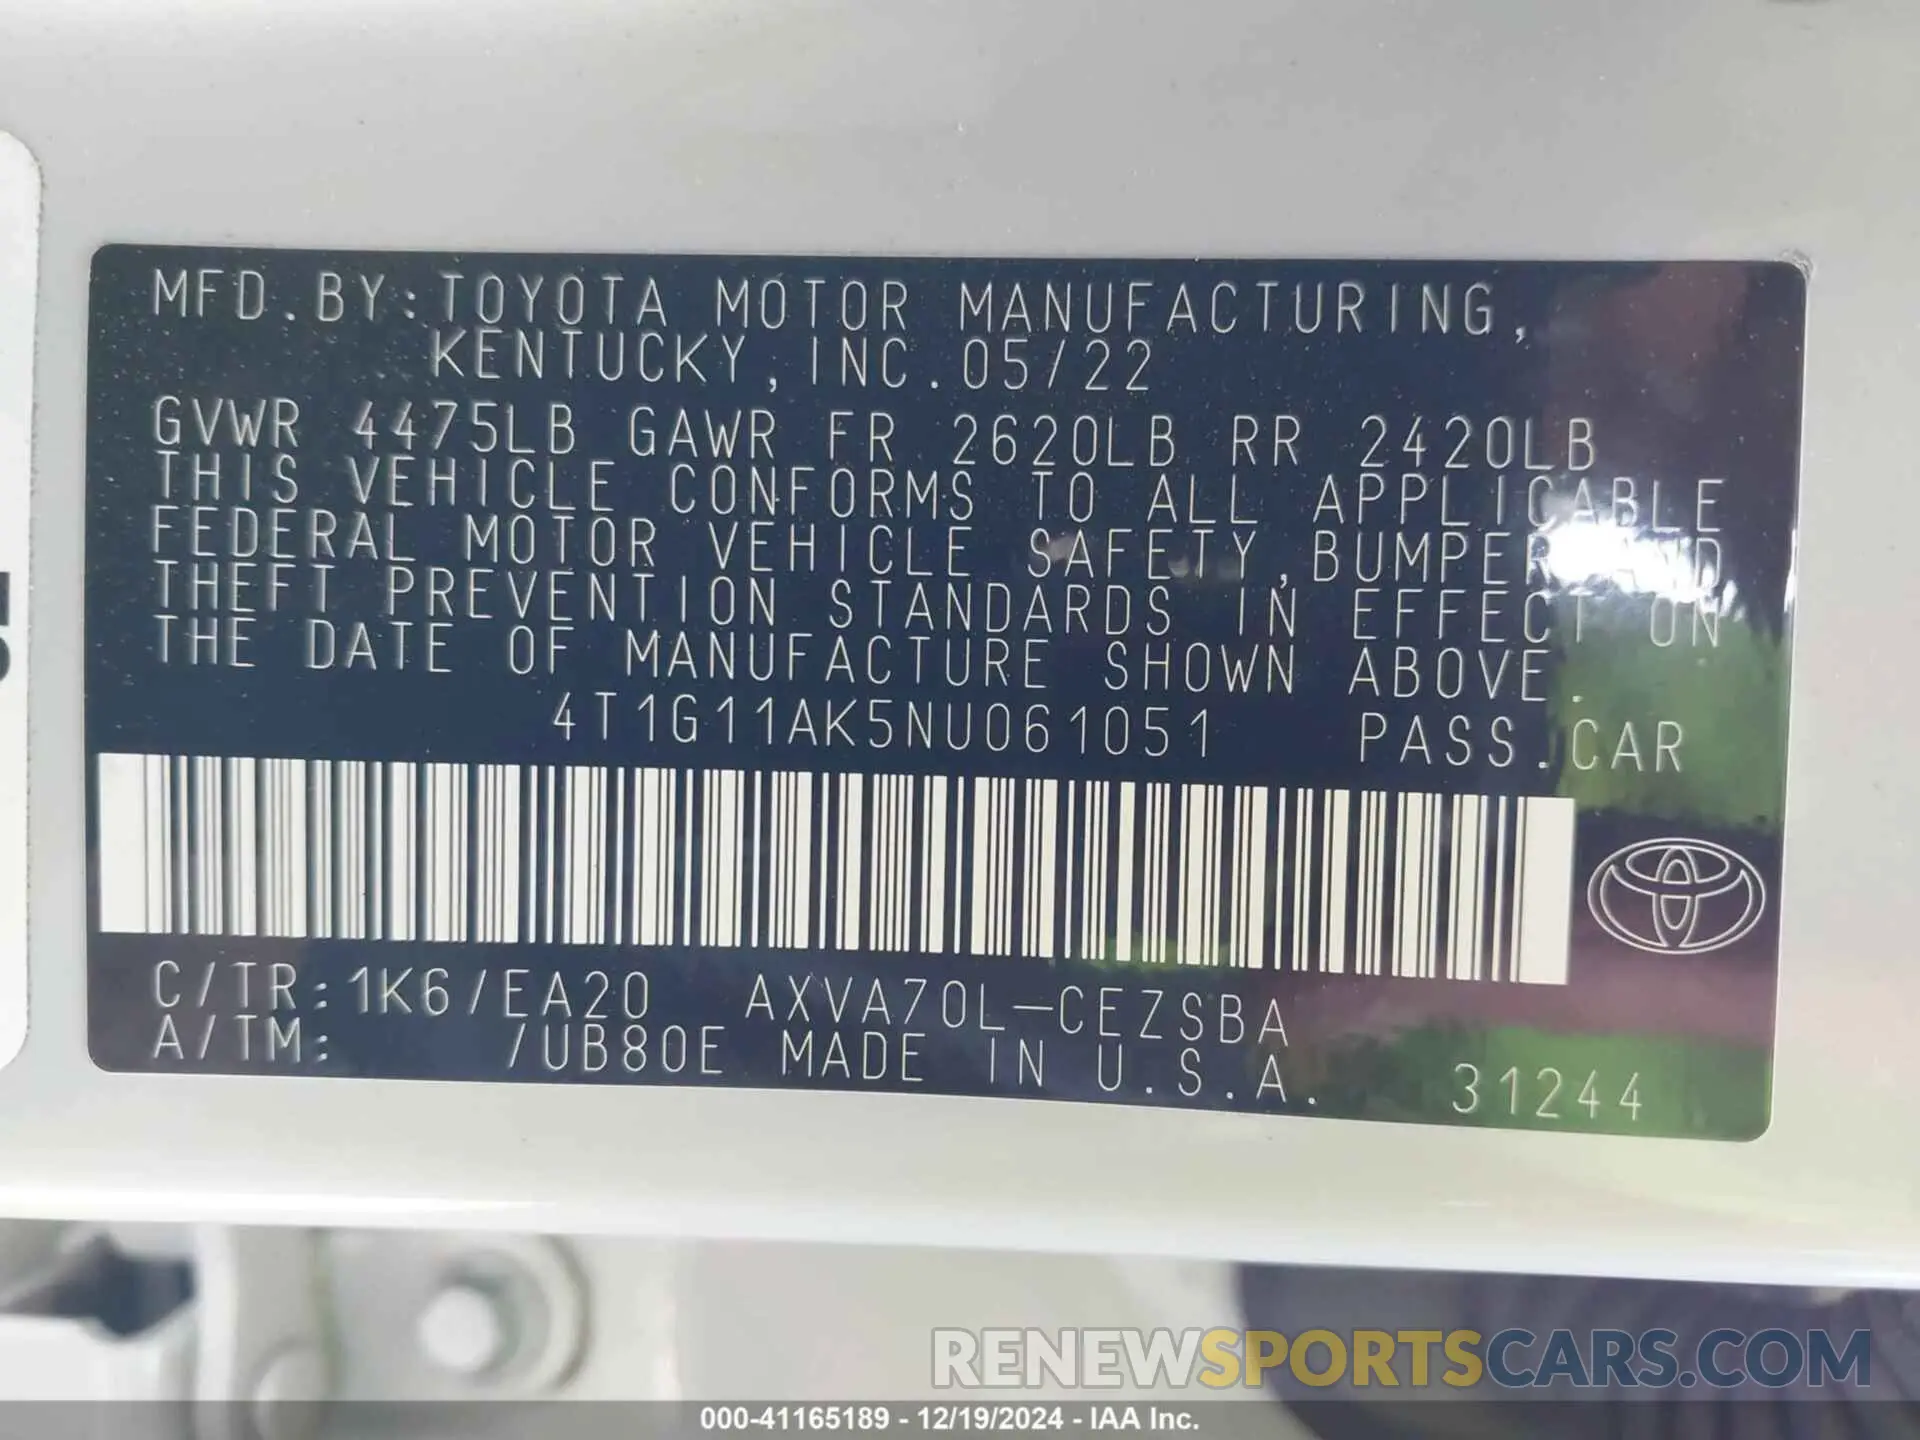 MFD.BY:TOYOTA MOTOR MANUFACTURING,
KENTUCKY,INC.05/22
GVWR 4475LB GAWR FR 2620LB RR 2420LB
THIS VEHICLE CONFORMS TO ALL APPLICABLE
FEDERAL MOTOR VEHICLE SAFETY,BUMPER AND
THEFT PREVENTION STANDARDS IN EFFECT ON
THE DATE OF MANUFACTURE SHOWN ABOVE.
4T1G11AK5NU061051 PASS.CAR
C/TR:1K6/EA20 AXVA70L-CEZSBA
A/TM: /UB80E MADE IN U.S.A. 31244
RENEWSPORTSCARS.COM
000-41165189 - 12/19/2024 - IAA Inc.